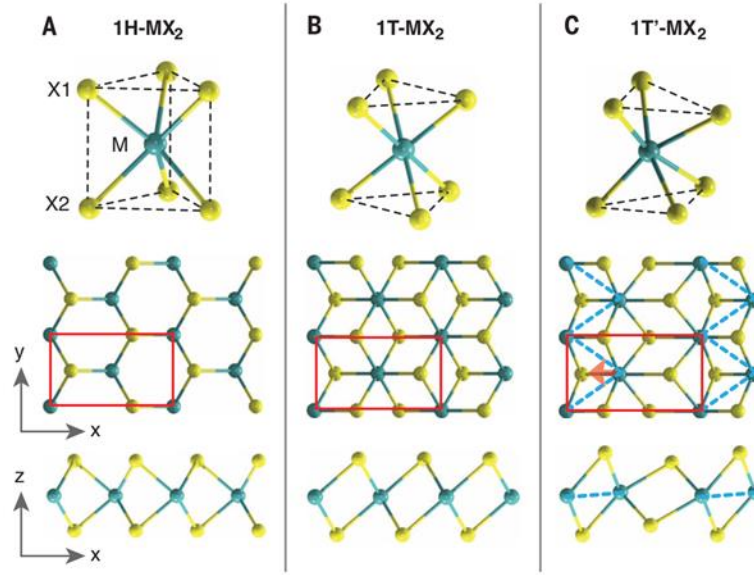 A 1H-MX₂
B 1T-MX₂
C 1T'-MX₂
X1
M
X2
y
x
z
x